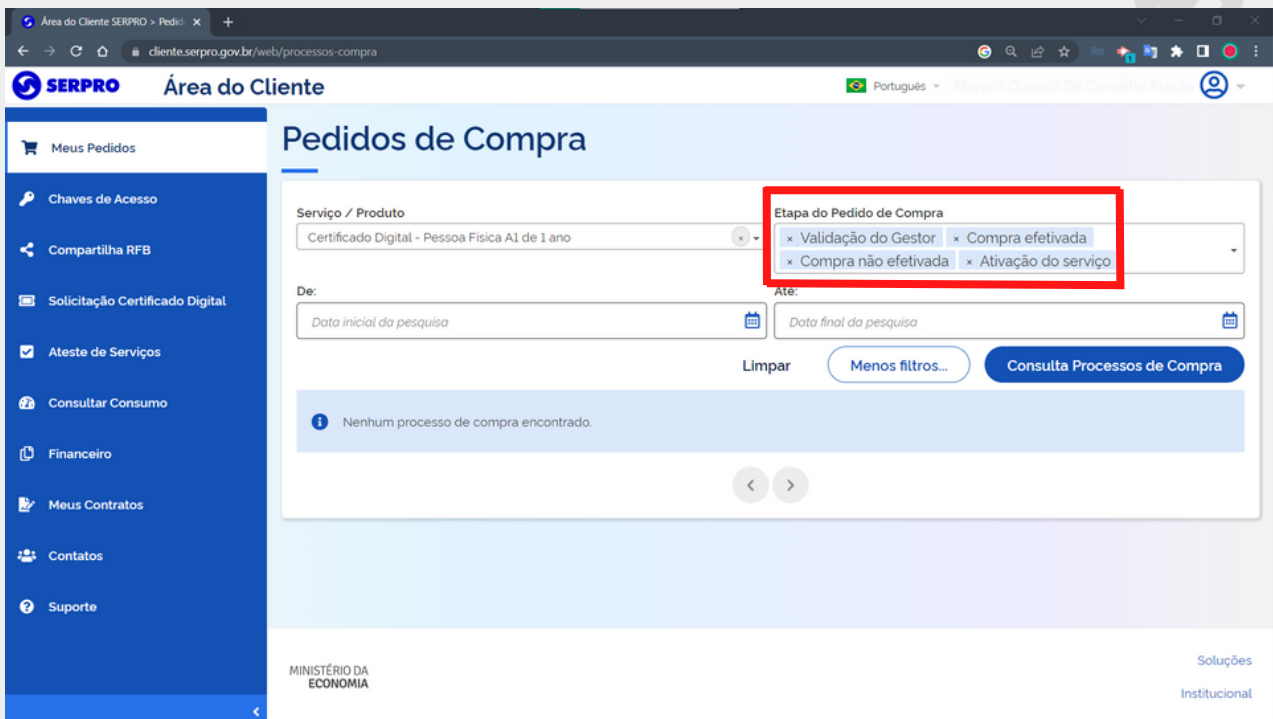 Área do Cliente SERPRO > Pedid
cliente.serpro.gov.br/web/processos-compra
SERPRO
Área do Cliente
Português
Meus Pedidos
Chaves de Acesso
Compartilha RFB
Solicitação Certificado Digital
Ateste de Serviços
Consultar Consumo
Financeiro
Meus Contratos
Contatos
Suporte
Pedidos de Compra
Serviço / Produto
Certificado Digital - Pessoa Física A1 de 1 ano
Etapa do Pedido de Compra
× Validação do Gestor × Compra efetivada
× Compra não efetivada × Ativação do serviço
De:
Data inicial da pesquisa
Até:
Data final da pesquisa
Limpar
Menos filtros...
Consulta Processos de Compra
Nenhum processo de compra encontrado.
MINISTÉRIO DA
ECONOMIA
Soluções
Institucional